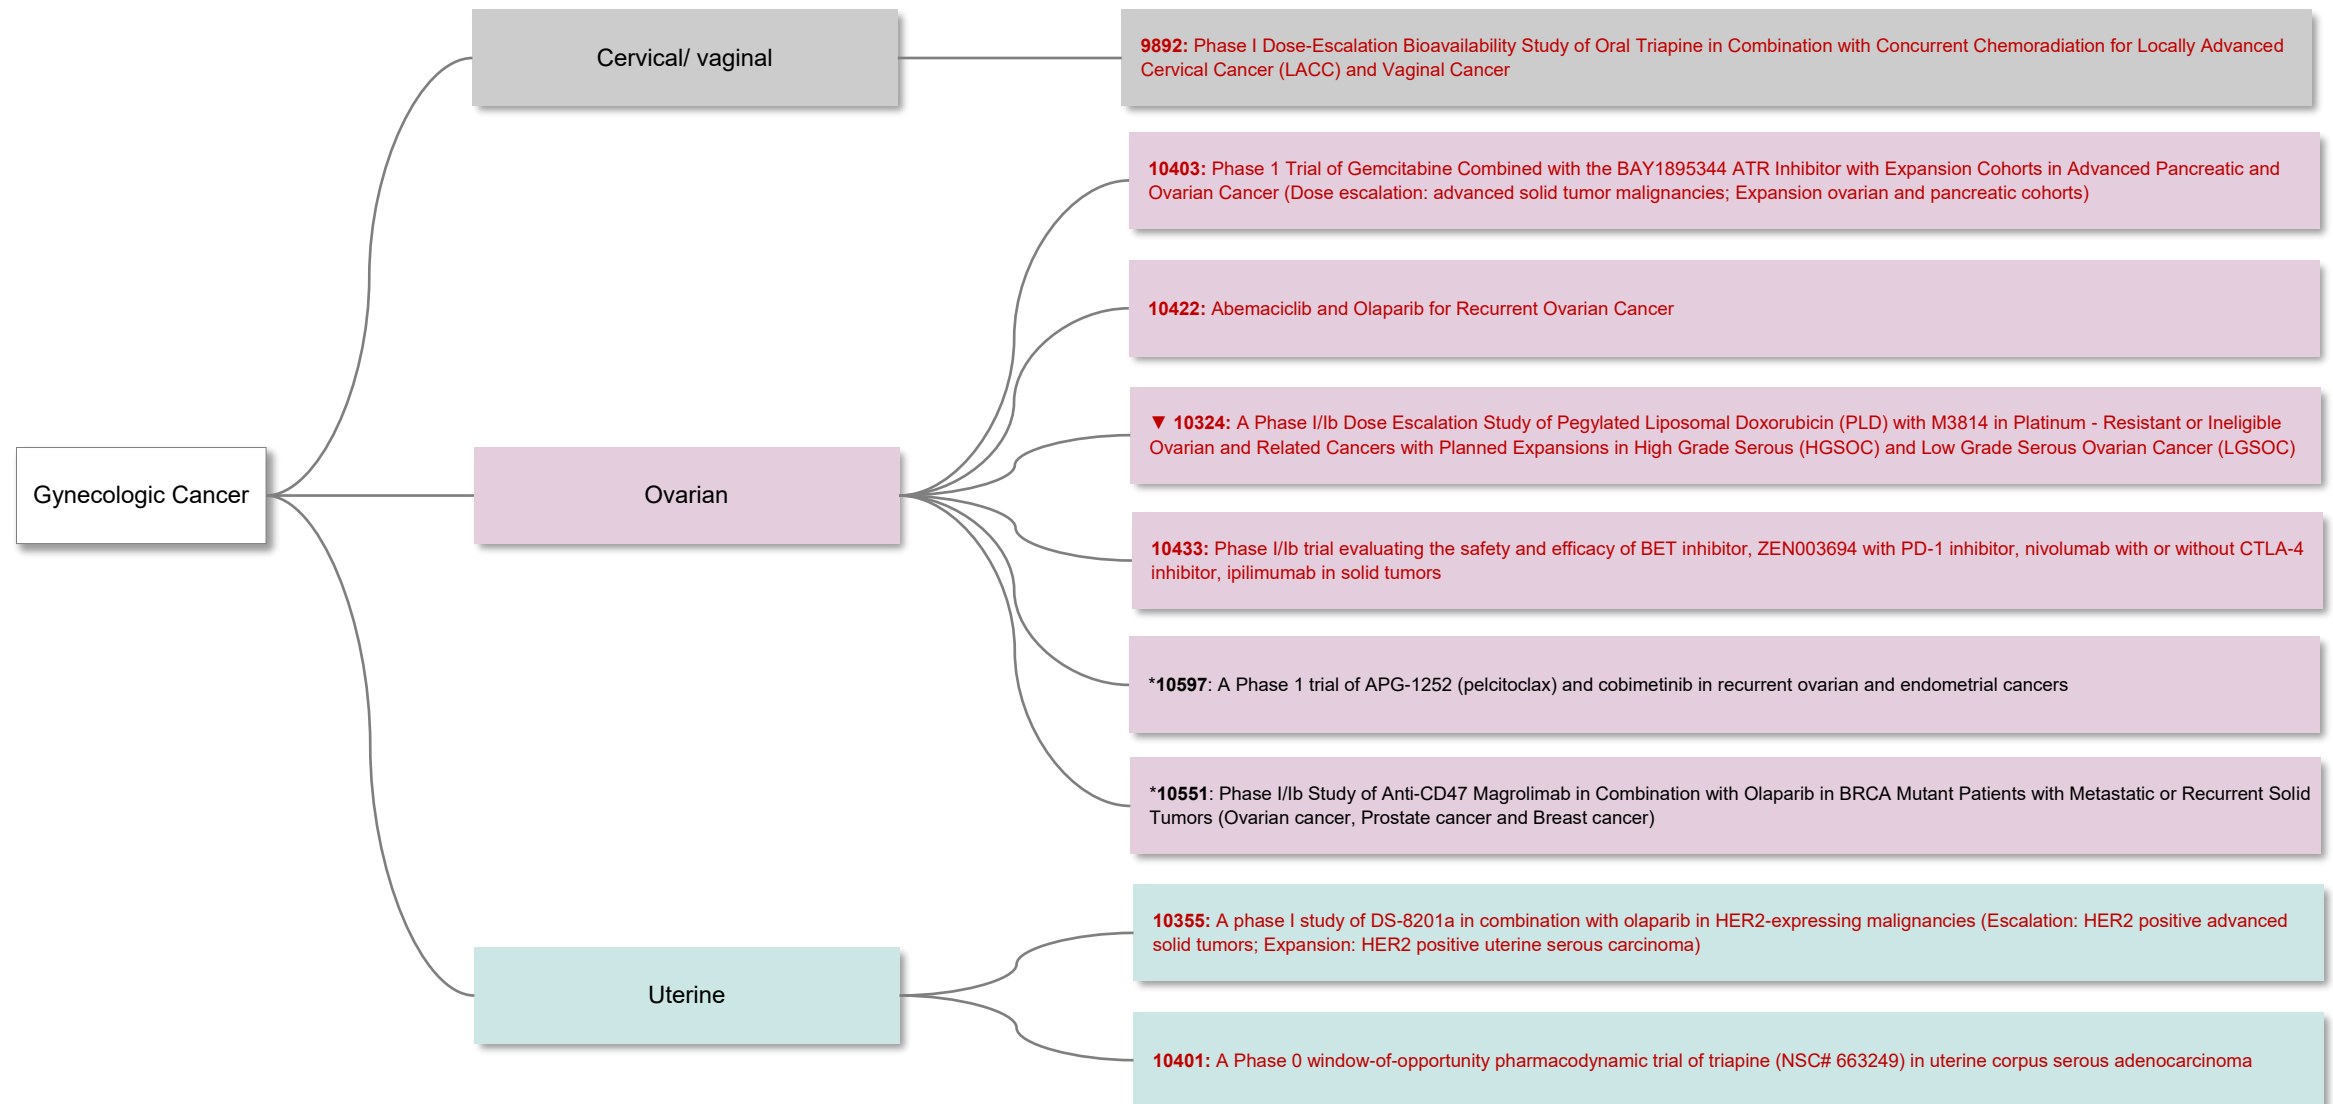 Cervical/ vaginal
9892: Phase I Dose-Escalation Bioavailability Study of Oral Triapine in Combination with Concurrent Chemoradiation for Locally Advanced
Cervical Cancer (LACC) and Vaginal Cancer
10403: Phase 1 Trial of Gemcitabine Combined with the BAY1895344 ATR Inhibitor with Expansion Cohorts in Advanced Pancreatic and
Ovarian Cancer (Dose escalation: advanced solid tumor malignancies; Expansion ovarian and pancreatic cohorts)
10422: Abemaciclib and Olaparib for Recurrent Ovarian Cancer
▼ 10324: A Phase I/Ib Dose Escalation Study of Pegylated Liposomal Doxorubicin (PLD) with M3814 in Platinum - Resistant or Ineligible
Ovarian and Related Cancers with Planned Expansions in High Grade Serous (HGSOC) and Low Grade Serous Ovarian Cancer (LGSOC)
Gynecologic Cancer
Ovarian
10433: Phase I/Ib trial evaluating the safety and efficacy of BET inhibitor, ZEN003694 with PD-1 inhibitor, nivolumab with or without CTLA-4
inhibitor, ipilimumab in solid tumors
*10597: A Phase 1 trial of APG-1252 (pelcitoclax) and cobimetinib in recurrent ovarian and endometrial cancers
*10551: Phase I/Ib Study of Anti-CD47 Magrolimab in Combination with Olaparib in BRCA Mutant Patients with Metastatic or Recurrent Solid
Tumors (Ovarian cancer, Prostate cancer and Breast cancer)
10355: A phase I study of DS-8201a in combination with olaparib in HER2-expressing malignancies (Escalation: HER2 positive advanced
solid tumors; Expansion: HER2 positive uterine serous carcinoma)
Uterine
10401: A Phase 0 window-of-opportunity pharmacodynamic trial of triapine (NSC# 663249) in uterine corpus serous adenocarcinoma